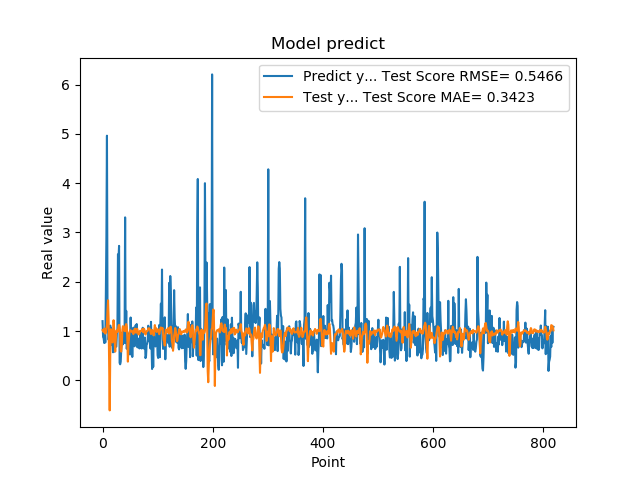 Model predict
Predict y... Test Score RMSE= 0.5466
Test y... Test Score MAE= 0.3423
Real value
6
5
4
3
2
1
0
0 200 400 600 800
Point